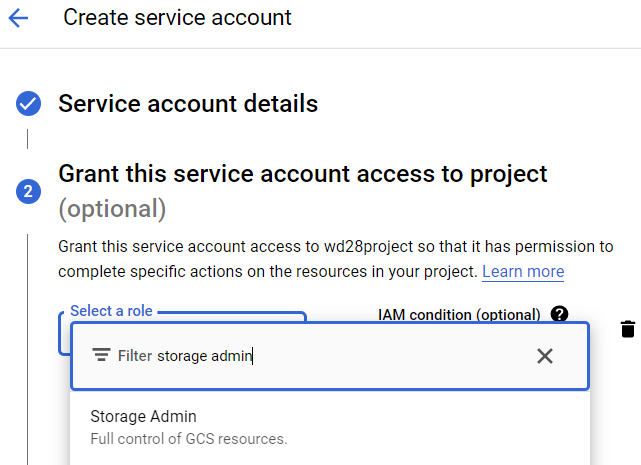 Create service account
Service account details
2
Grant this service account access to project
(optional)
Grant this service account access to wd28project so that it has permission to
complete specific actions on the resources in your project. Learn more
Select a role
IAM condition (optional) ?
Filter storage admin
Storage Admin
Full control of GCS resources.